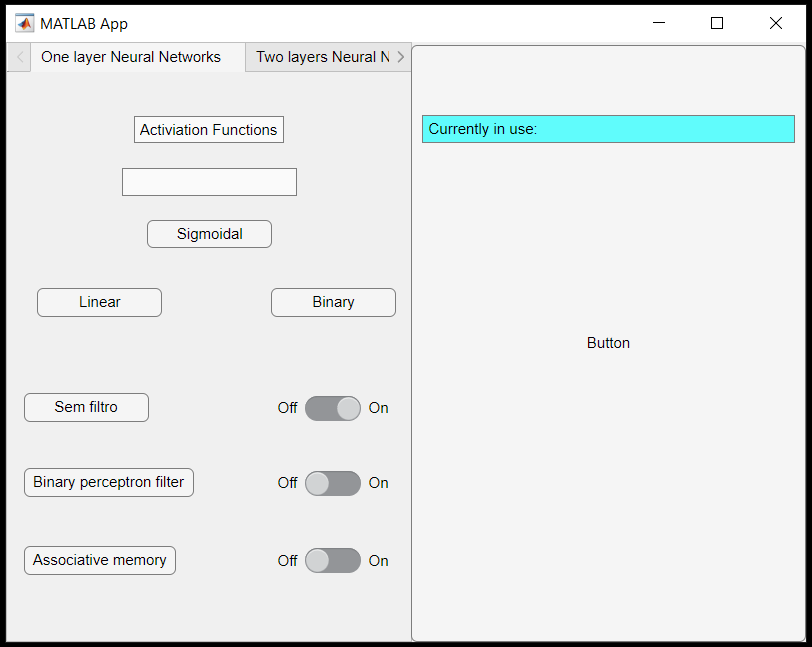 MATLAB App
One layer Neural Networks
Two layers Neural N
Activiation Functions
Sigmoidal
Linear
Binary
Sem filtro
Off
On
Binary perceptron filter
Off
On
Associative memory
Off
On
Currently in use:
Button